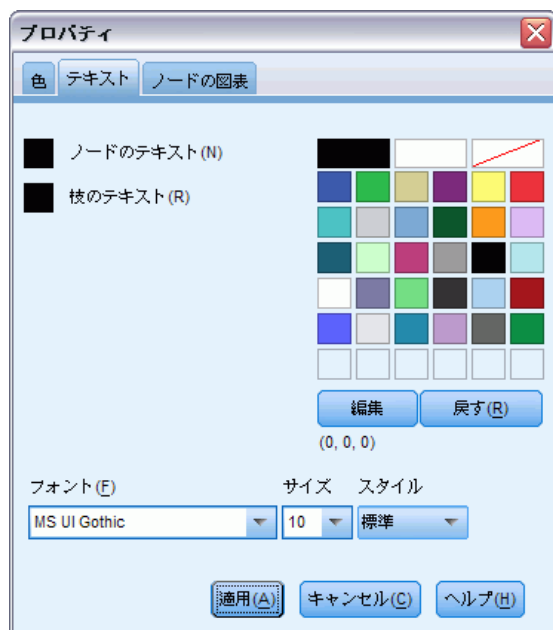 プロパティ
色 テキスト ノードの図表
ノードのテキスト(N)
枝のテキスト(R)
編集 戻す(R)
(0, 0, 0)
フォント(F) サイズ スタイル
MS UI Gothic 10 標準
適用(A) キャンセル(C) ヘルプ(H)